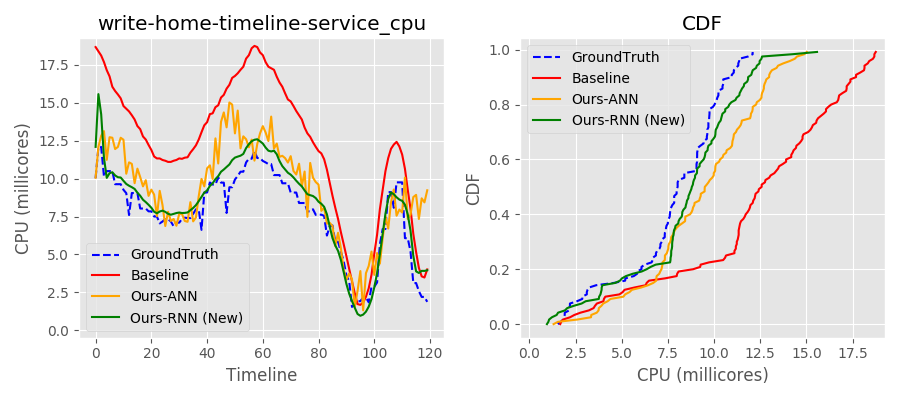 write-home-timeline-service_cpu
CPU (millicores)
17.5
15.0
12.5
10.0
7.5
5.0
2.5
0.0
GroundTruth
Baseline
Ours-ANN
Ours-RNN (New)
0 20 40 60 80 100 120
Timeline
CDF
CDF
1.0
0.8
0.6
0.4
0.2
0.0
GroundTruth
Baseline
Ours-ANN
Ours-RNN (New)
0.0 2.5 5.0 7.5 10.0 12.5 15.0 17.5
CPU (millicores)